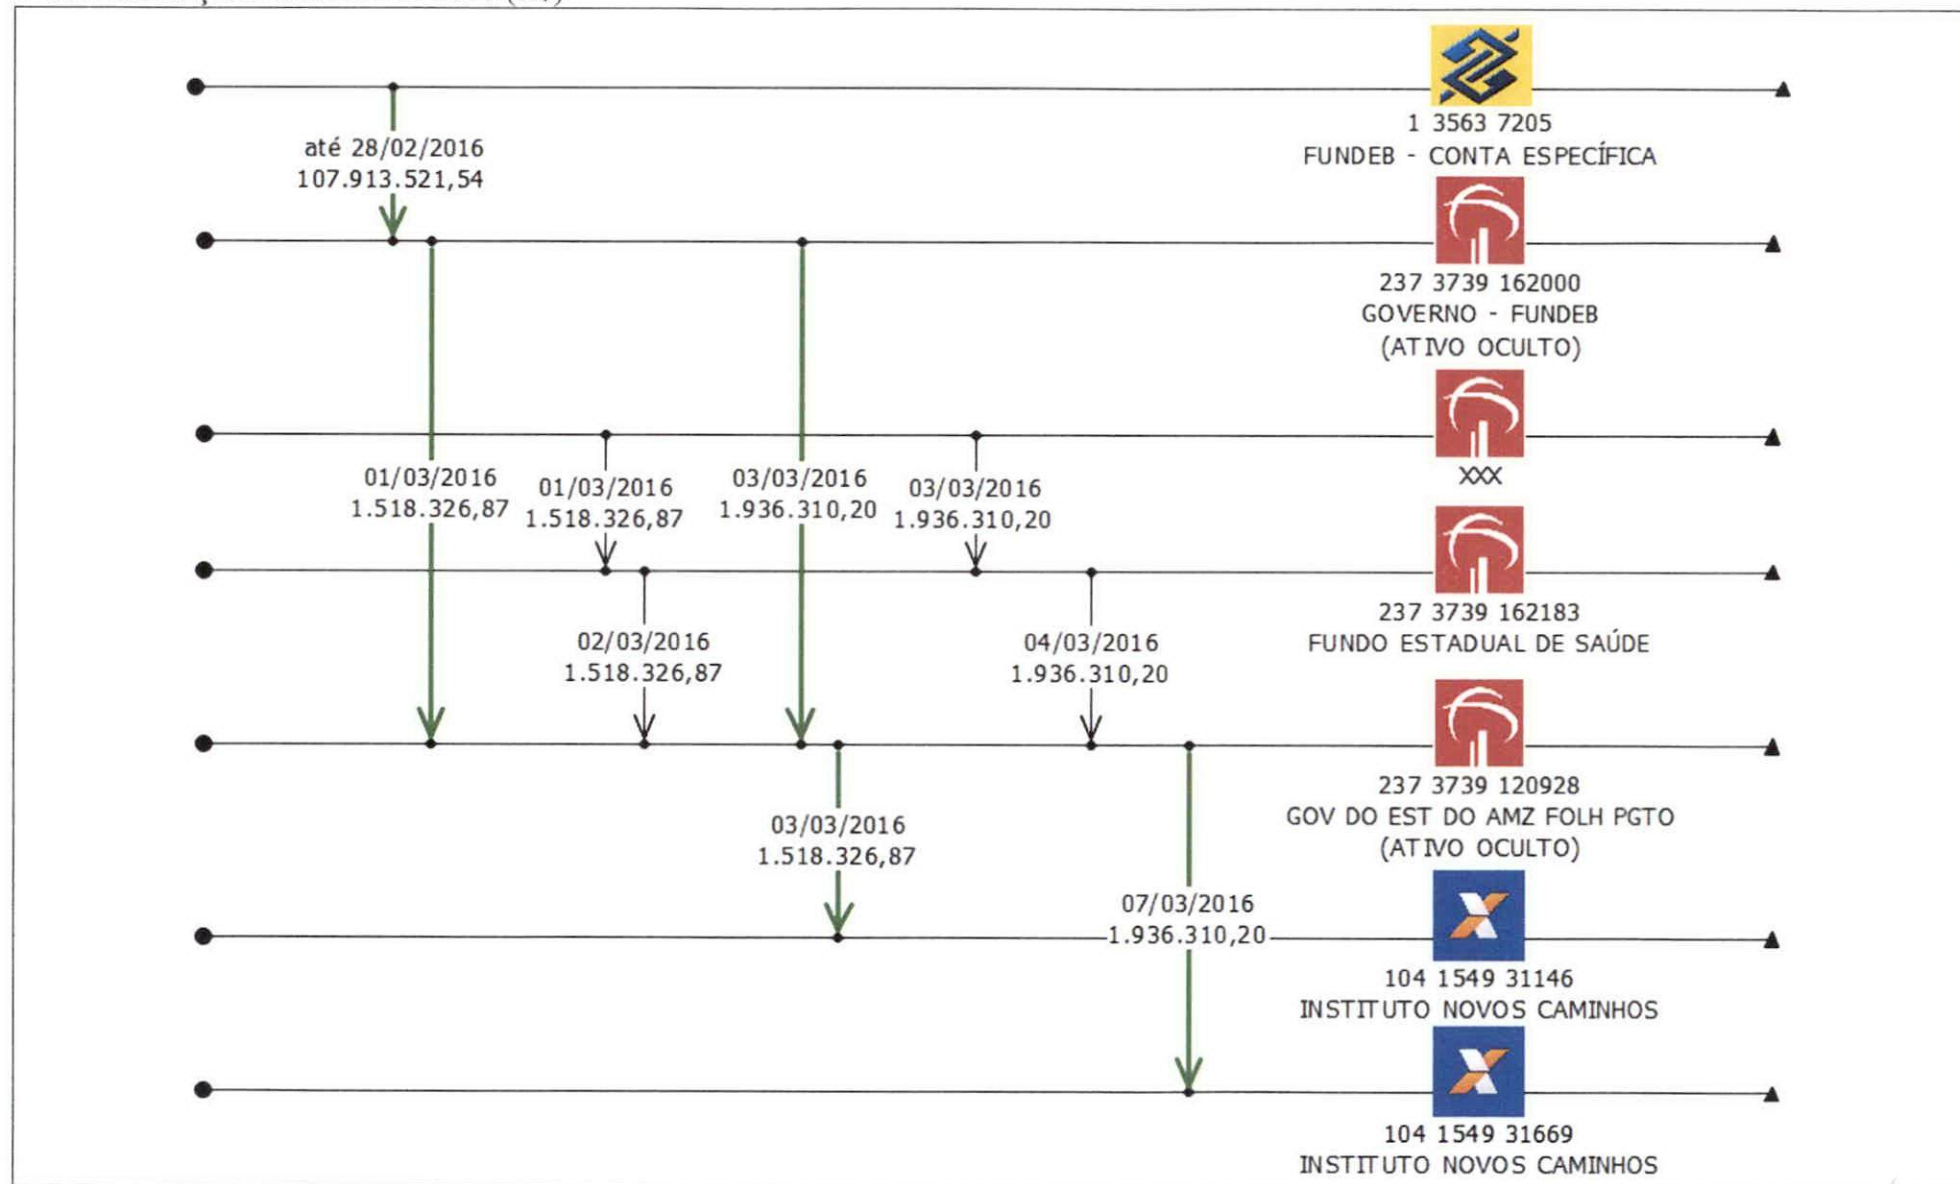 1 3563 7205
FUNDEB - CONTA ESPECÍFICA
até 28/02/2016
107.913.521,54
237 3739 162000
GOVERNO - FUNDEB
(ATIVO OCULTO)
XXX
01/03/2016
1.518.326,87
01/03/2016
1.518.326,87
03/03/2016
1.936.310,20
03/03/2016
1.936.310,20
237 3739 162183
FUNDO ESTADUAL DE SAÚDE
02/03/2016
1.518.326,87
04/03/2016
1.936.310,20
237 3739 120928
GOV DO EST DO AMZ FOLH PGTO
(ATIVO OCULTO)
03/03/2016
1.518.326,87
07/03/2016
1.936.310,20
104 1549 31146
INSTITUTO NOVOS CAMINHOS
104 1549 31669
INSTITUTO NOVOS CAMINHOS